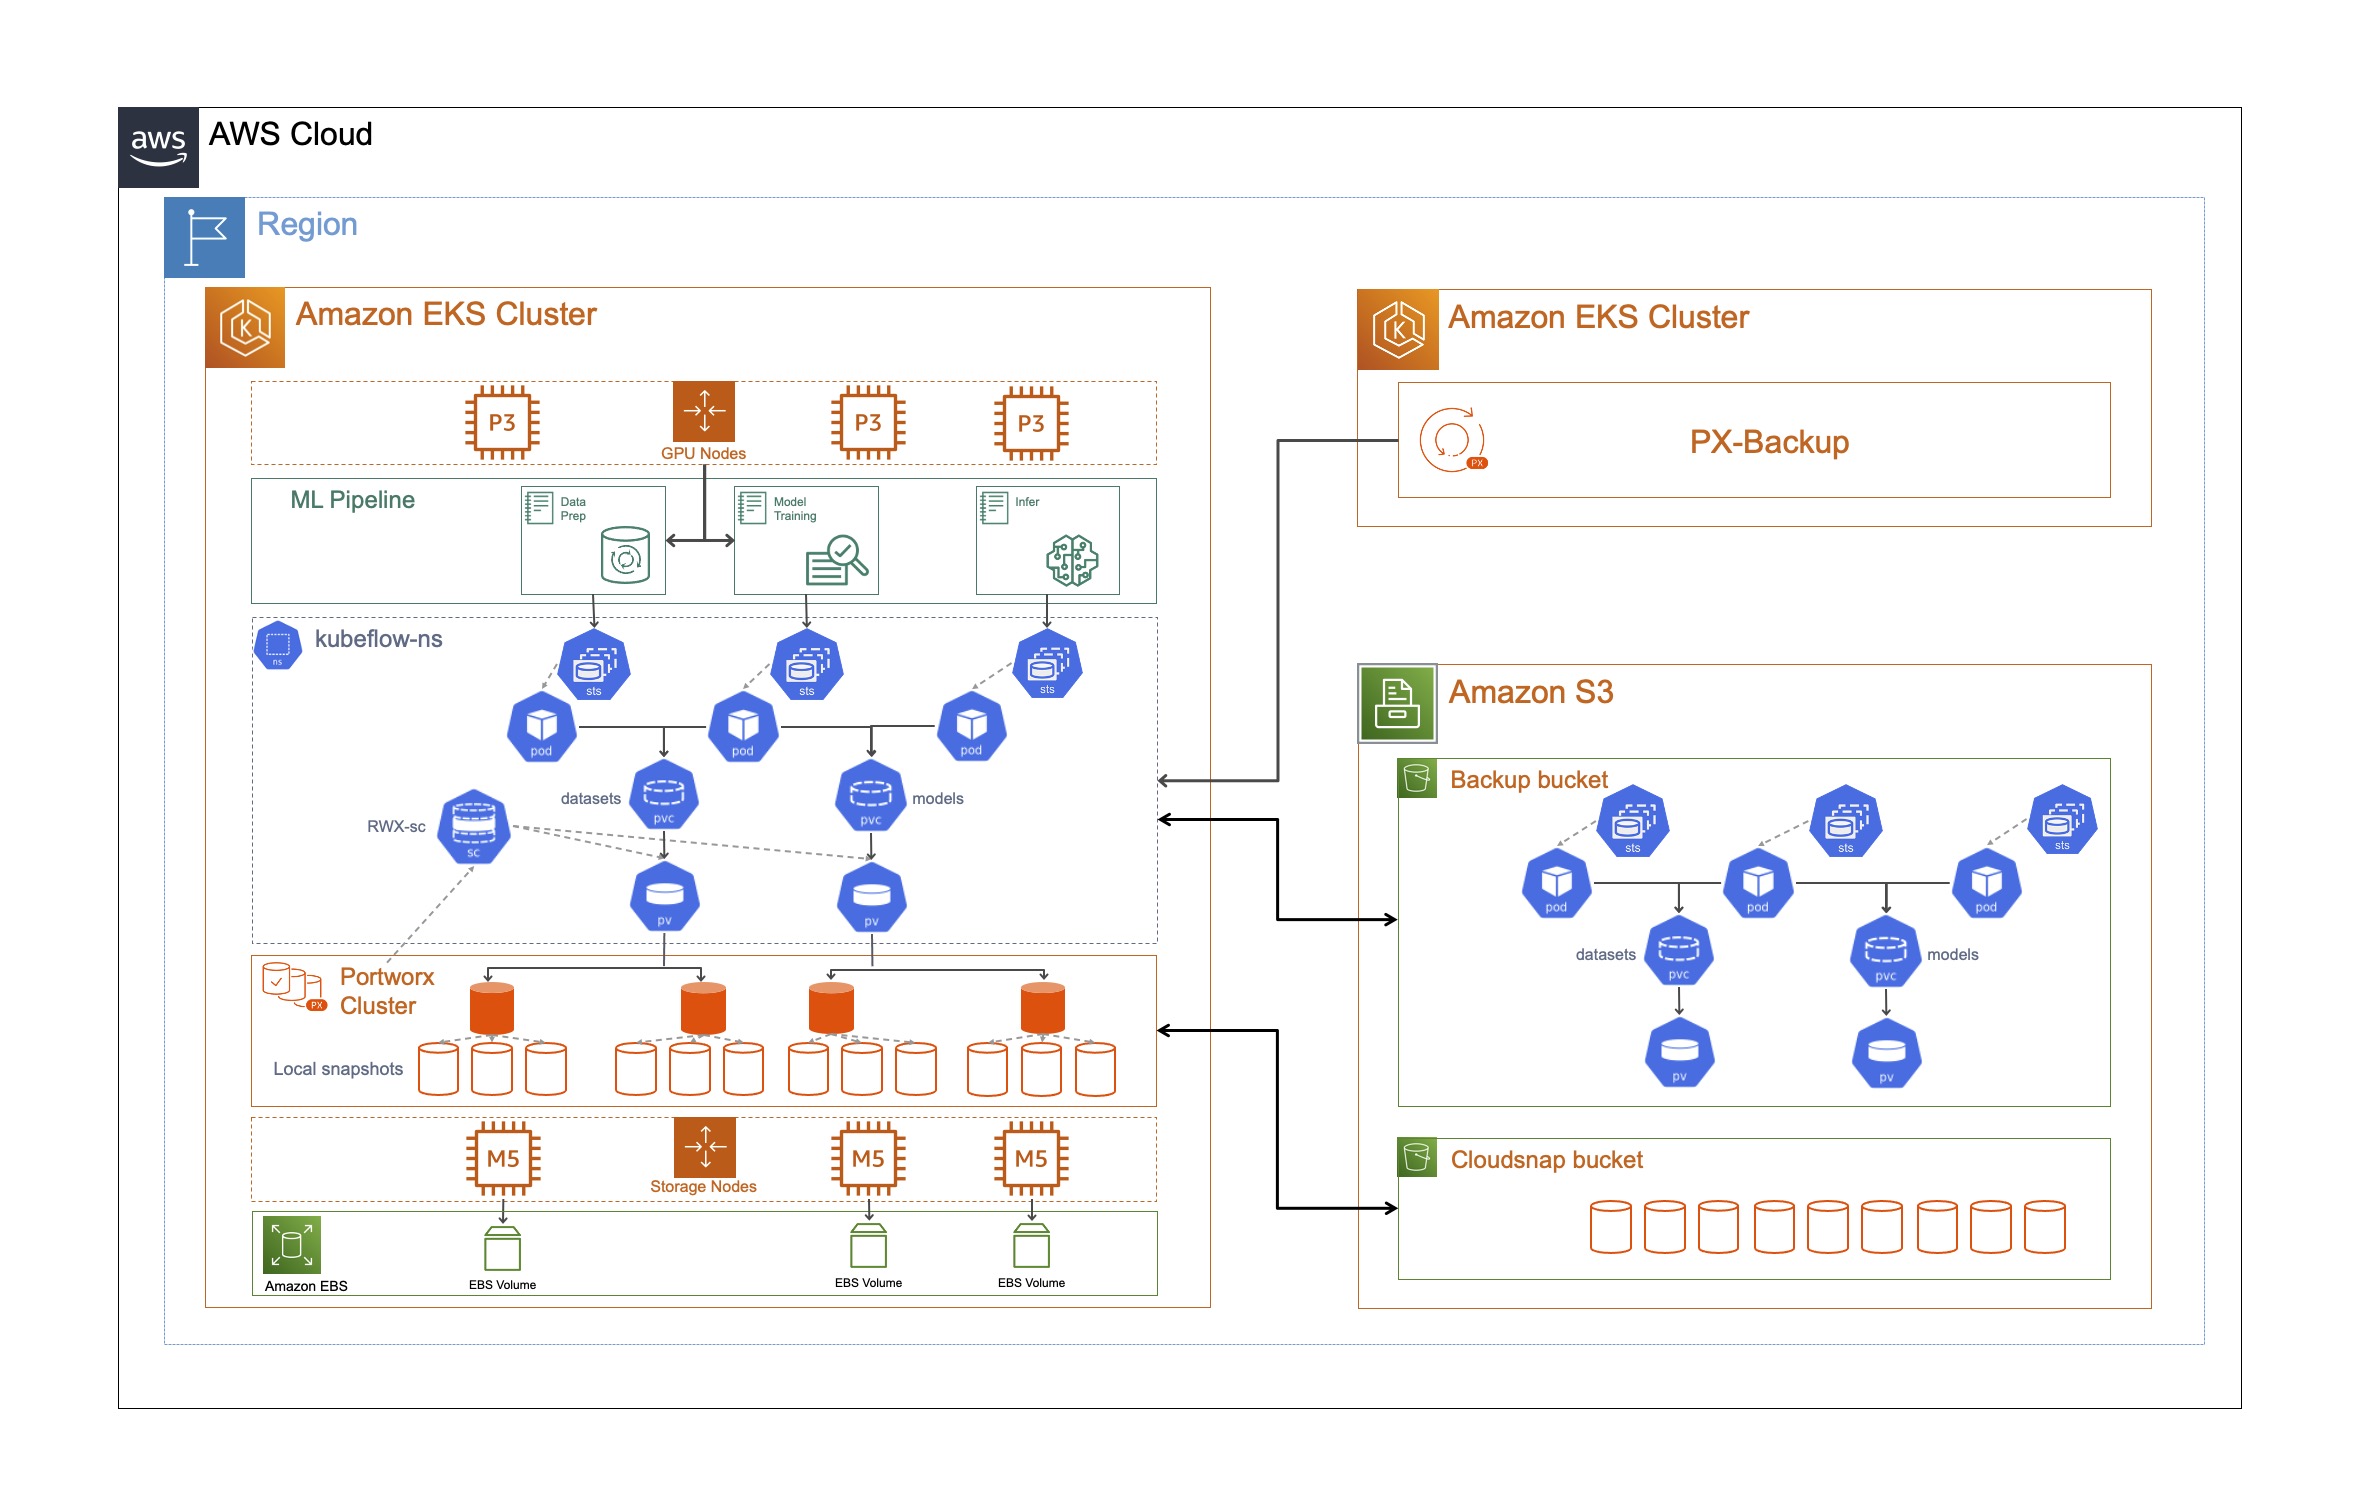 aws
AWS Cloud
Region
K
Amazon EKS Cluster
P3
GPU Nodes
P3
P3
ML Pipeline
Data
Prep
Model
Training
Infer
ns
kubeflow-ns
sts
sts
sts
pod
pod
pod
datasets
pvc
pvc
models
RWX-sc
sc
pv
pv
PX
Portworx
Cluster
Local snapshots
M5
Storage Nodes
M5
M5
Amazon EBS
EBS Volume
EBS Volume
EBS Volume
K
Amazon EKS Cluster
PX
PX-Backup
Amazon S3
Backup bucket
sts
sts
sts
pod
pod
pod
datasets
pvc
pvc
models
pv
pv
Cloudsnap bucket